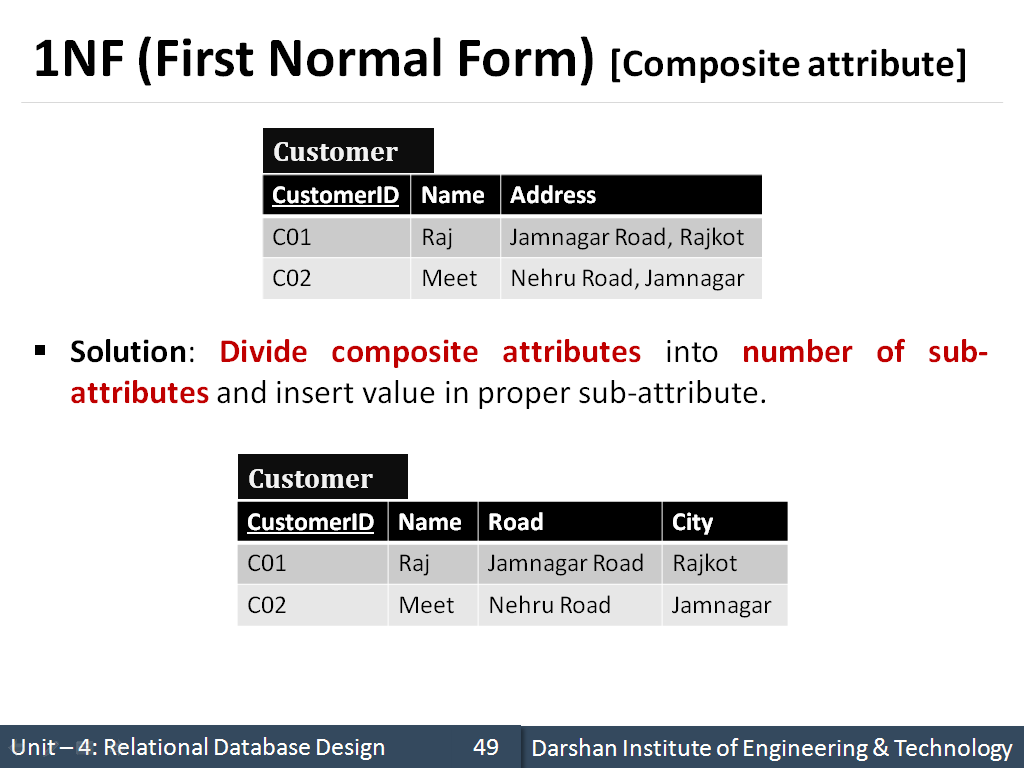 1NF (First Normal Form) [Composite attribute]
Customer
CustomerID Name Address
C01 Raj Jamnagar Road, Rajkot
C02 Meet Nehru Road, Jamnagar
▪ Solution: Divide composite attributes into number of sub-
attributes and insert value in proper sub-attribute.
Customer
CustomerID Name Road City
C01 Raj Jamnagar Road Rajkot
C02 Meet Nehru Road Jamnagar
Unit – 4: Relational Database Design 49 Darshan Institute of Engineering & Technology